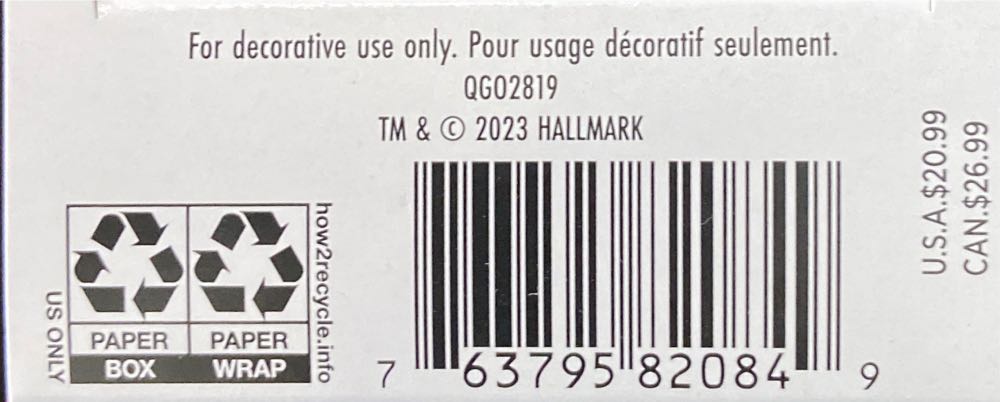 For decorative use only. Pour usage décoratif seulement.
QGO2819
TM & © 2023 HALLMARK
U.S.A.$20.99
CAN.$26.99
US ONLY
PAPER PAPER
BOX WRAP
how2recycle.info
7 63795 82084 9